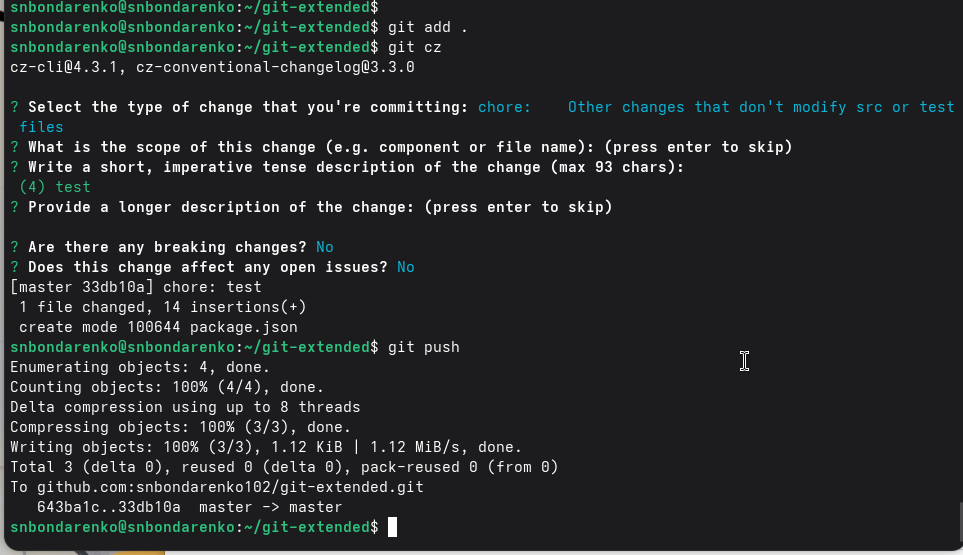 snbondarenko@snbondarenko:~/git-extended$
snbondarenko@snbondarenko:~/git-extended$ git add .
snbondarenko@snbondarenko:~/git-extended$ git cz
cz-cli@4.3.1, cz-conventional-changelog@3.3.0
? Select the type of change that you're committing: chore:    Other changes that don't modify src or test
 files
? What is the scope of this change (e.g. component or file name): (press enter to skip)
? Write a short, imperative tense description of the change (max 93 chars):
 (4) test
? Provide a longer description of the change: (press enter to skip)
? Are there any breaking changes? No
? Does this change affect any open issues? No
[master 33db10a] chore: test
 1 file changed, 14 insertions(+)
 create mode 100644 package.json
snbondarenko@snbondarenko:~/git-extended$ git push
Enumerating objects: 4, done.
Counting objects: 100% (4/4), done.
Delta compression using up to 8 threads
Compressing objects: 100% (3/3), done.
Writing objects: 100% (3/3), 1.12 KiB | 1.12 MiB/s, done.
Total 3 (delta 0), reused 0 (delta 0), pack-reused 0 (from 0)
To github.com:snbondarenko102/git-extended.git
   643ba1c..33db10a  master -> master
snbondarenko@snbondarenko:~/git-extended$